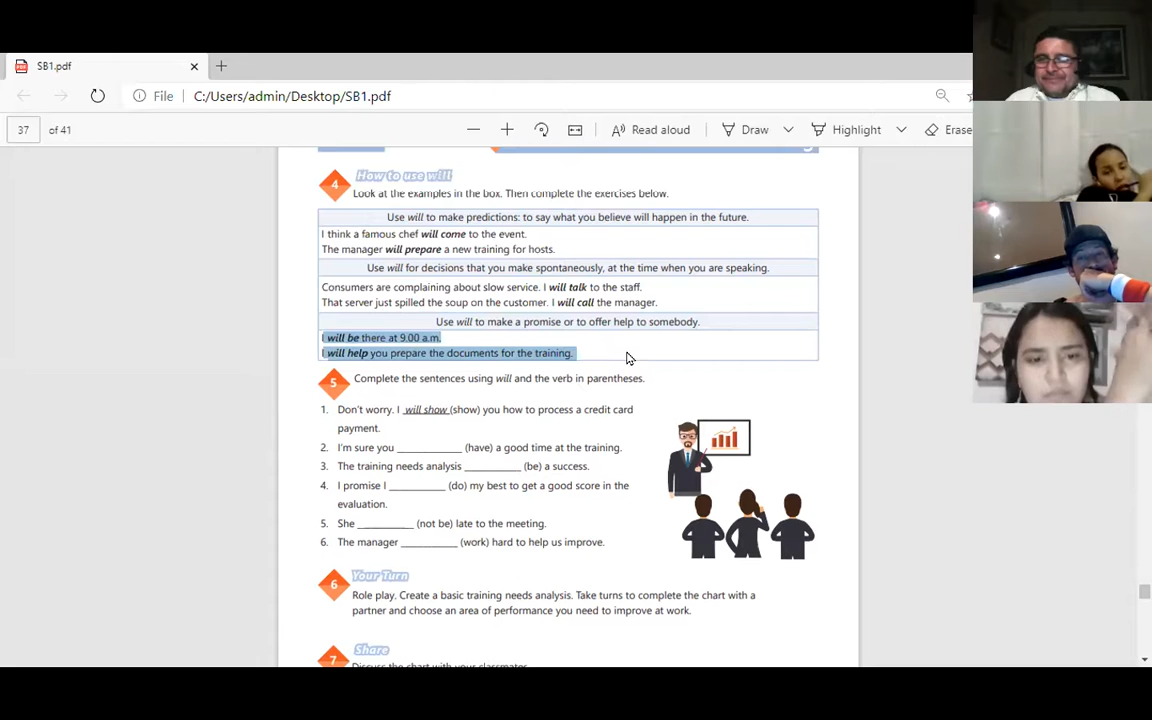 SB1.pdf
File C:/Users/admin/Desktop/SB1.pdf
37 of 41 Read aloud Draw Highlight Erase
4 How to use will
Look at the examples in the box. Then complete the exercises below.
Use will to make predictions: to say what you believe will happen in the future.
I think a famous chef will come to the event.
The manager will prepare a new training for hosts.
Use will for decisions that you make spontaneously, at the time when you are speaking.
Consumers are complaining about slow service. I will talk to the staff.
That server just spilled the soup on the customer. I will call the manager.
Use will to make a promise or to offer help to somebody.
I will be there at 9.00 a.m.
I will help you prepare the documents for the training.
5 Complete the sentences using will and the verb in parentheses.
1. Don't worry. I will show (show) you how to process a credit card
payment.
2. I'm sure you ____________ (have) a good time at the training.
3. The training needs analysis __________ (be) a success.
4. I promise I __________ (do) my best to get a good score in the
evaluation.
5. She __________ (not be) late to the meeting.
6. The manager __________ (work) hard to help us improve.
6 Your Turn
Role play. Create a basic training needs analysis. Take turns to complete the chart with a
partner and choose an area of performance you need to improve at work.
7 Share
Discuss the chart with your classmates